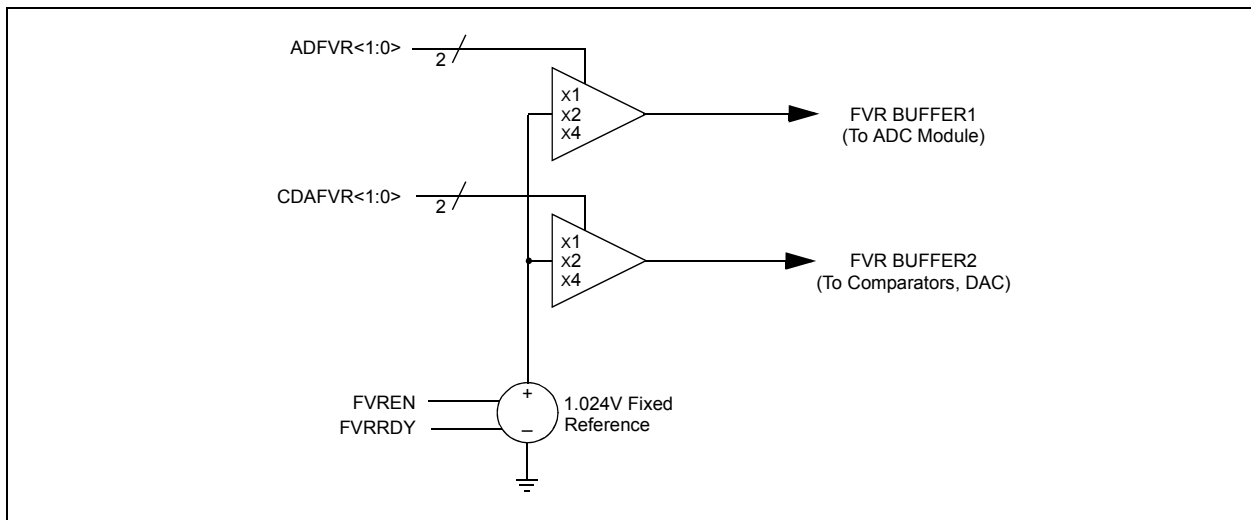 ADFVR<1:0>
2
X1
X2
X4
FVR BUFFER1
(To ADC Module)
CDAFVR<1:0>
2
X1
X2
X4
FVR BUFFER2
(To Comparators, DAC)
FVREN
FVRRDY
+
–
1.024V Fixed
Reference